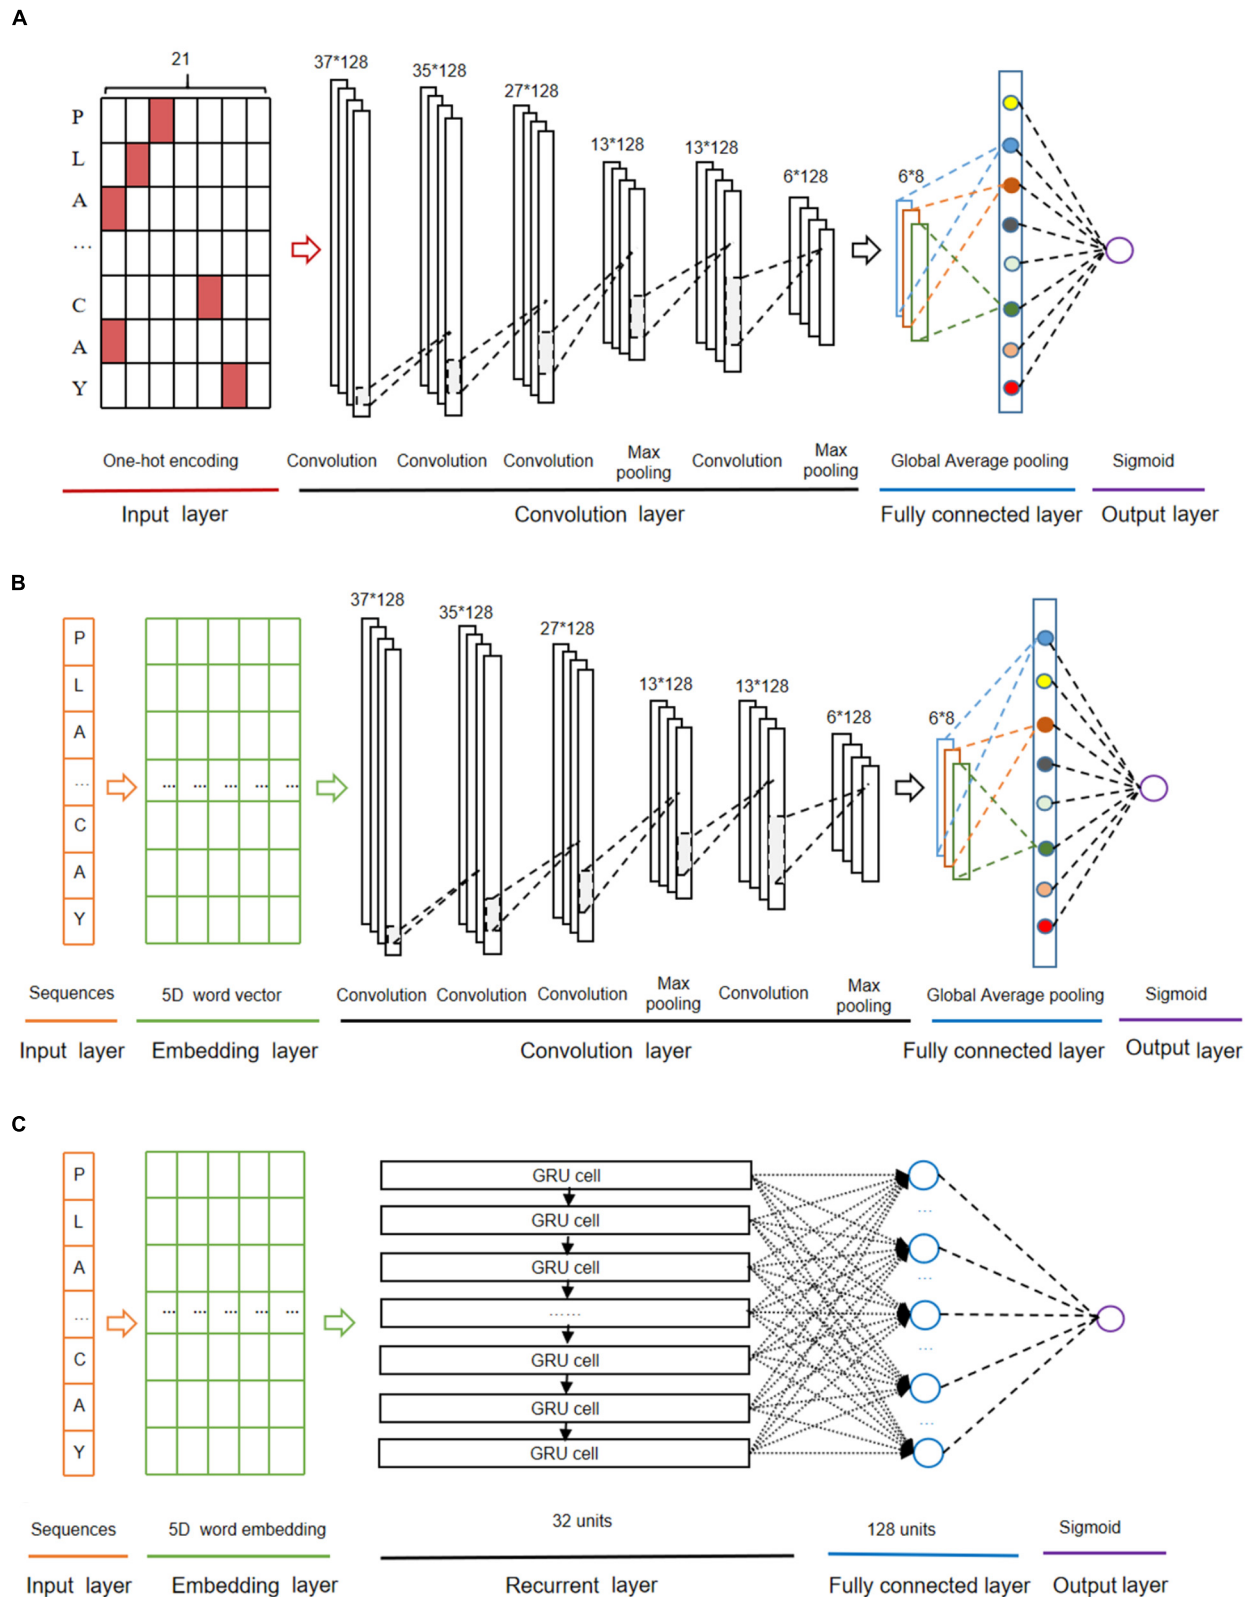 A
21
37*128
35*128
27*128
13*128
13*128
6*128
6*8
P
L
A
...
C
A
Y
One-hot encoding
Convolution
Convolution
Convolution
Max
pooling
Convolution
Max
pooling
Global Average pooling
Sigmoid
Input layer
Convolution layer
Fully connected layer
Output layer
B
37*128
35*128
27*128
13*128
13*128
6*128
6*8
P
L
A
...
C
A
Y
... ... ... ... ...
Sequences
5D word vector
Convolution
Convolution
Convolution
Max
pooling
Convolution
Max
pooling
Global Average pooling
Sigmoid
Input layer
Embedding layer
Convolution layer
Fully connected layer
Output layer
C
P
L
A
...
C
A
Y
... ... ... ... ...
GRU cell
GRU cell
GRU cell
......
GRU cell
GRU cell
GRU cell
...
...
...
...
Sequences
5D word embedding
32 units
128 units
Sigmoid
Input layer
Embedding layer
Recurrent layer
Fully connected layer
Output layer